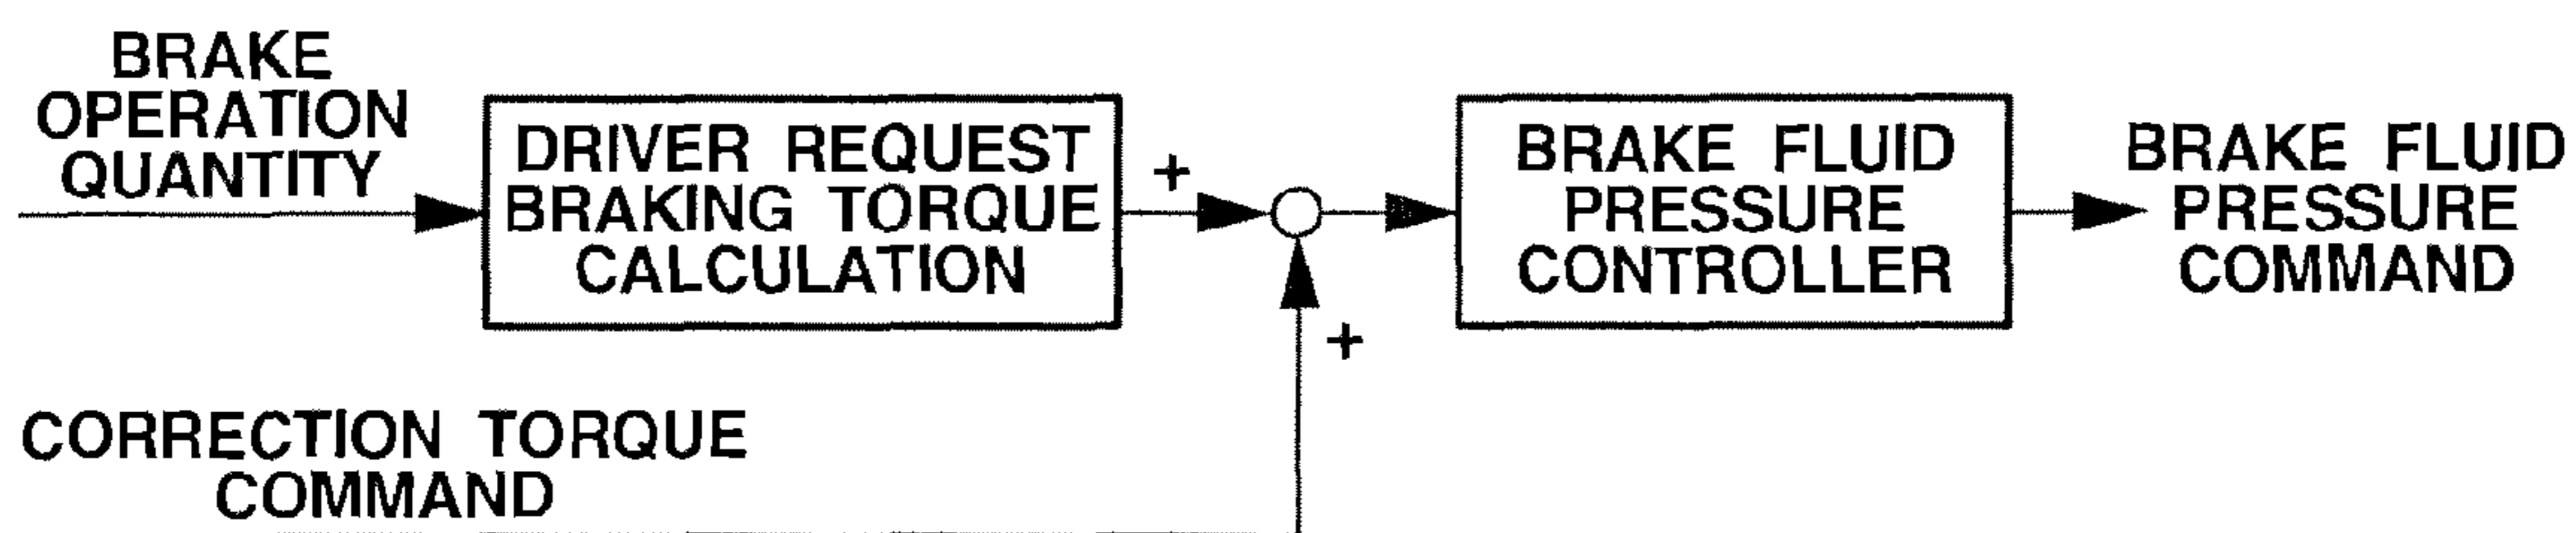 BRAKE
OPERATION
QUANTITY
DRIVER REQUEST
BRAKING TORQUE
CALCULATION
+
+
BRAKE FLUID
PRESSURE
CONTROLLER
BRAKE FLUID
PRESSURE
COMMAND
CORRECTION TORQUE
COMMAND